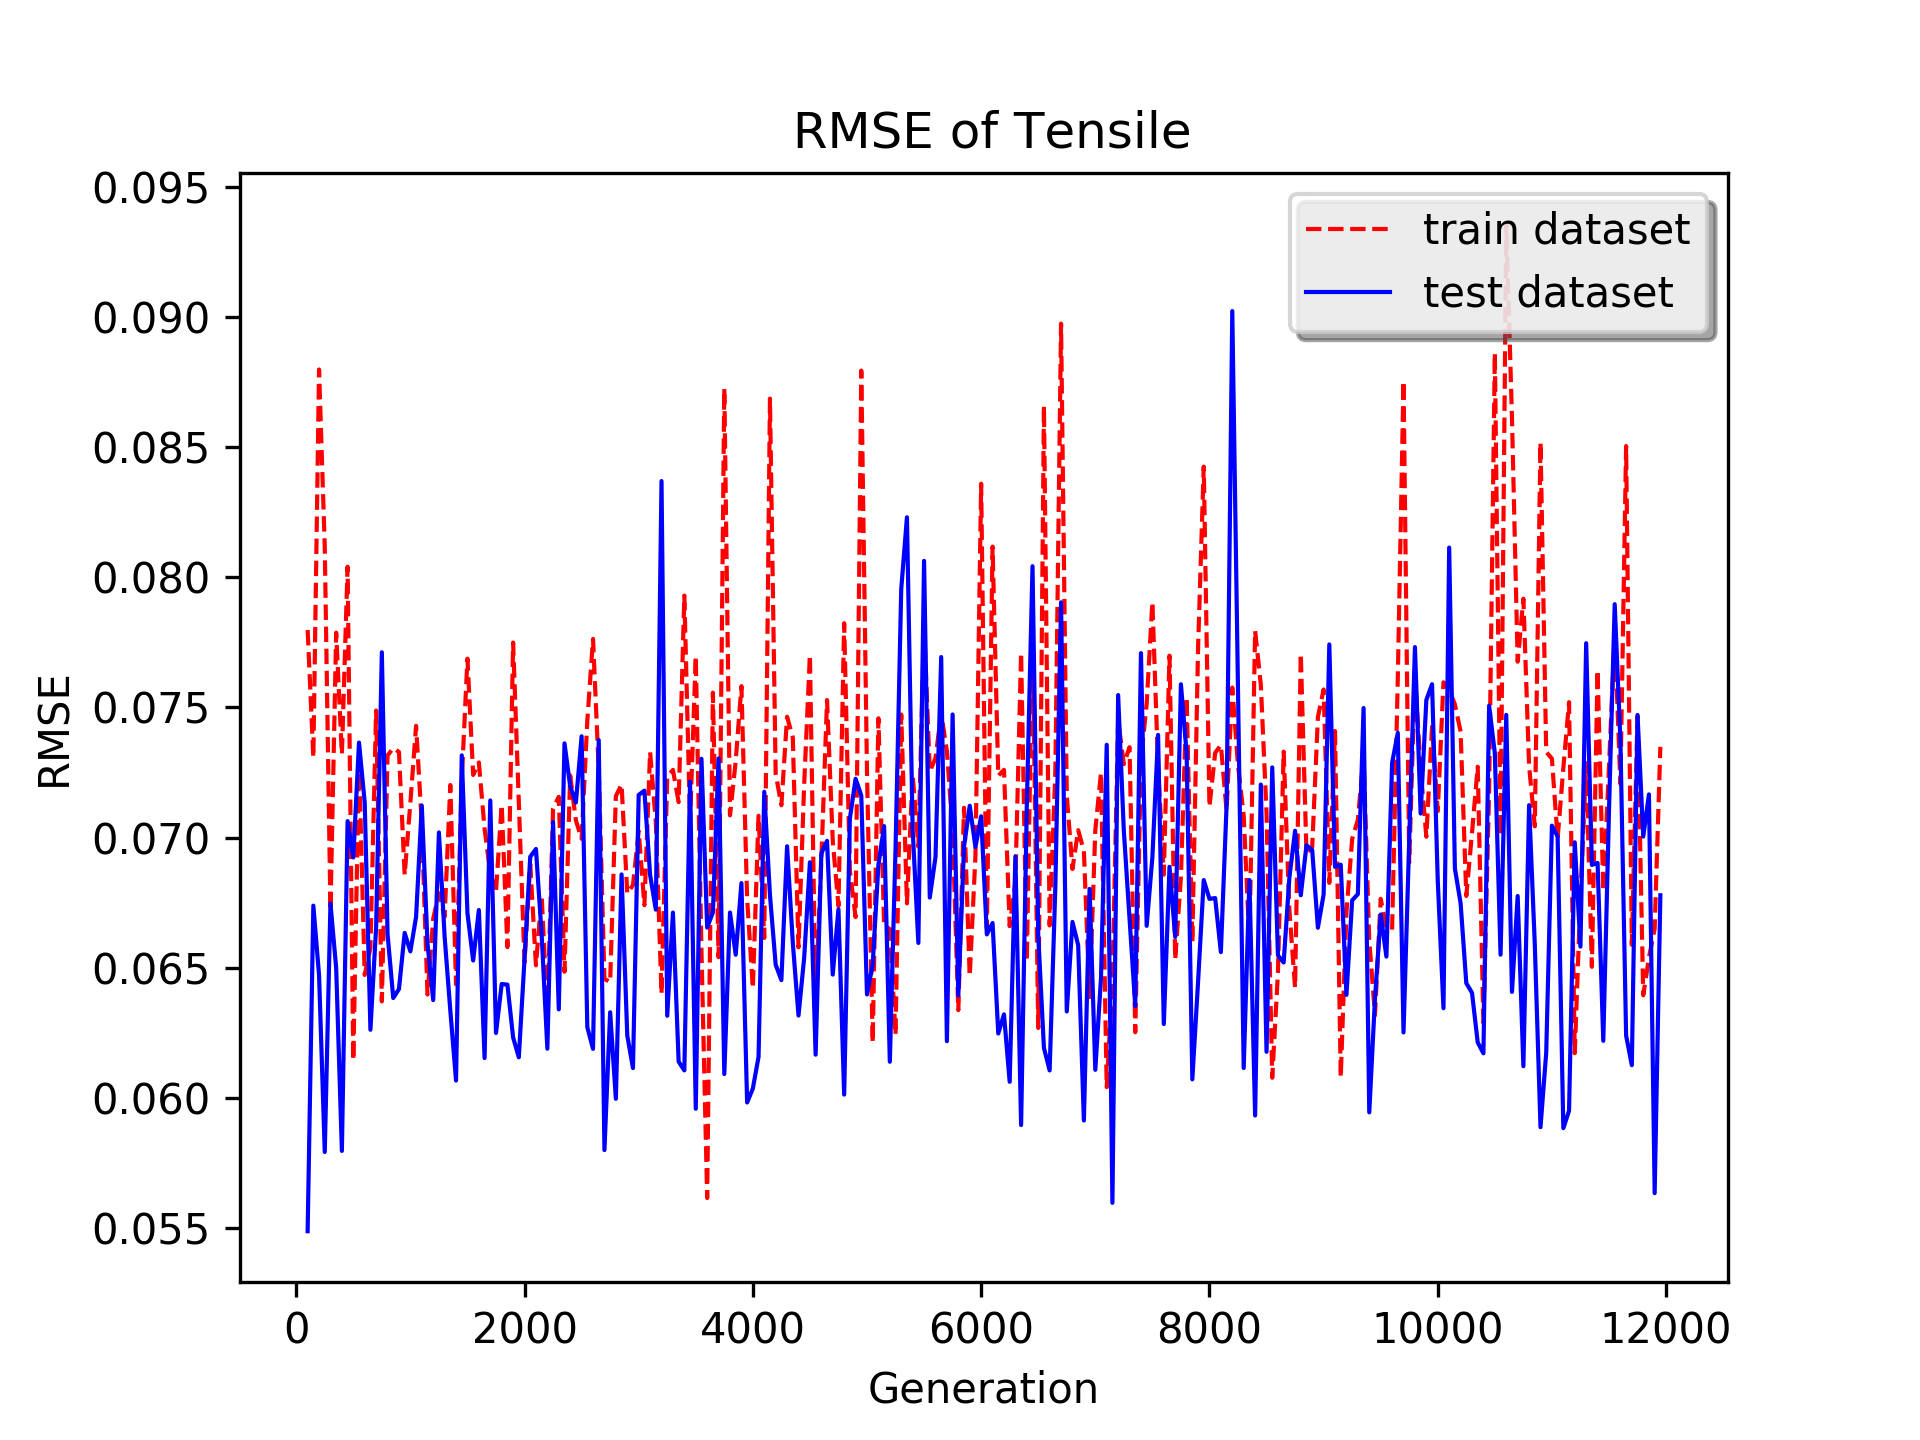 RMSE of Tensile
train dataset
test dataset
0.095
0.090
0.085
0.080
0.075
0.070
0.065
0.060
0.055
RMSE
0 2000 4000 6000 8000 10000 12000
Generation